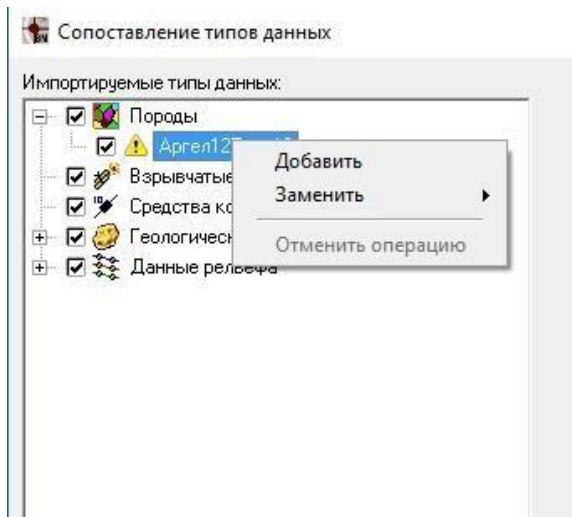 Сопоставление типов данных
Импортируемые типы данных:
Породы
Взрывчатые
Средства
Данные рельефа
Добавить
Заменить
Отменить операцию